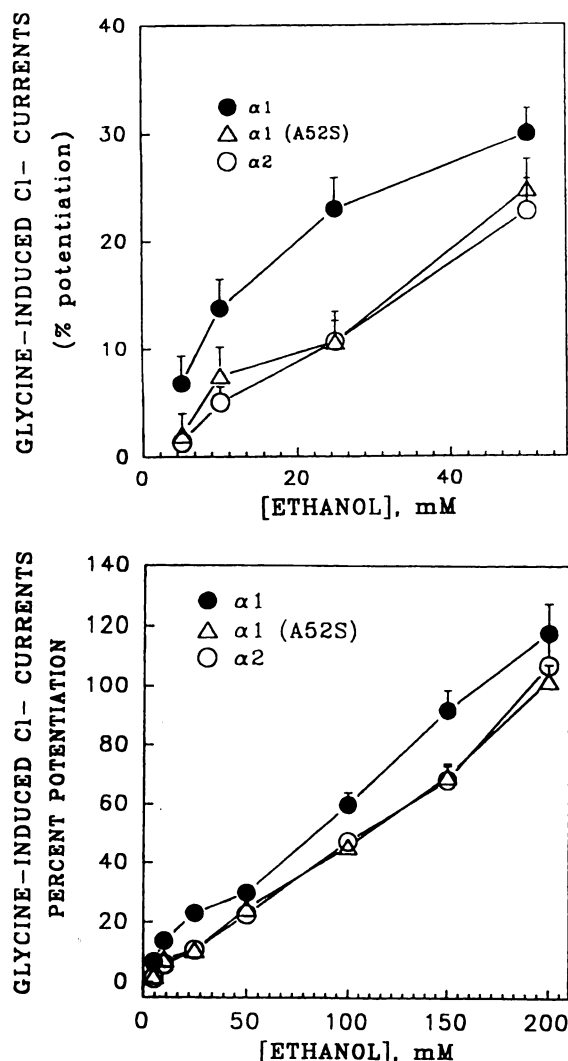 GLYCINE-INDUCED Cl- CURRENTS
(% potentiation)
40
30
20
10
0
● α1
△ α1 (A52S)
○ α2
0 20 40
[ETHANOL], mM
GLYCINE-INDUCED Cl- CURRENTS
PERCENT POTENTIATION
140
120
100
80
60
40
20
0
● α1
△ α1 (A52S)
○ α2
0 50 100 150 200
[ETHANOL], mM